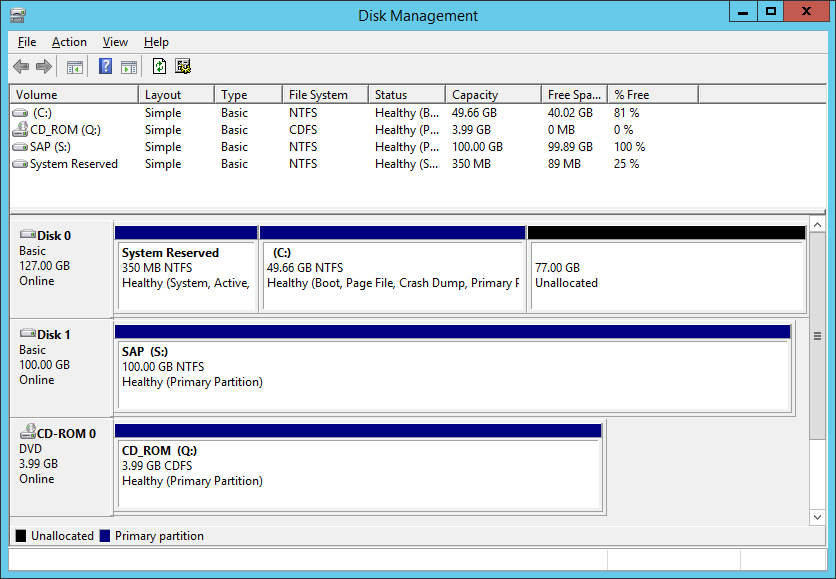 Disk Management
File Action View Help
Volume Layout Type File System Status Capacity Free Spa... % Free
(C:) Simple Basic NTFS Healthy (B... 49.66 GB 40.02 GB 81 %
CD_ROM (Q:) Simple Basic CDFS Healthy (P... 3.99 GB 0 MB 0 %
SAP (S:) Simple Basic NTFS Healthy (P... 100.00 GB 99.89 GB 100 %
System Reserved Simple Basic NTFS Healthy (S... 350 MB 89 MB 25 %
Disk 0
Basic
127.00 GB
Online
System Reserved
350 MB NTFS
Healthy (System, Active,
(C:)
49.66 GB NTFS
Healthy (Boot, Page File, Crash Dump, Primary P
77.00 GB
Unallocated
Disk 1
Basic
100.00 GB
Online
SAP (S:)
100.00 GB NTFS
Healthy (Primary Partition)
CD-ROM 0
DVD
3.99 GB
Online
CD_ROM (Q:)
3.99 GB CDFS
Healthy (Primary Partition)
Unallocated Primary partition